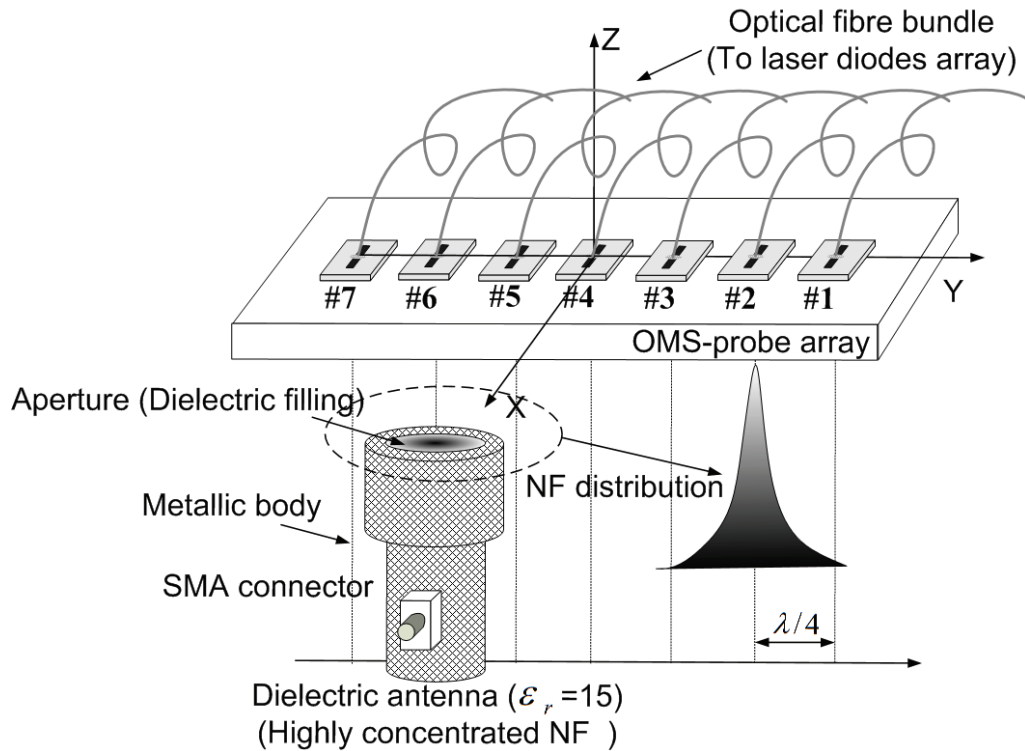 Optical fibre bundle
(To laser diodes array)
Z
#7 #6 #5 #4 #3 #2 #1
Y
OMS-probe array
Aperture (Dielectric filling)
X
NF distribution
Metallic body
SMA connector
λ/4
Dielectric antenna (ε r =15)
(Highly concentrated NF )